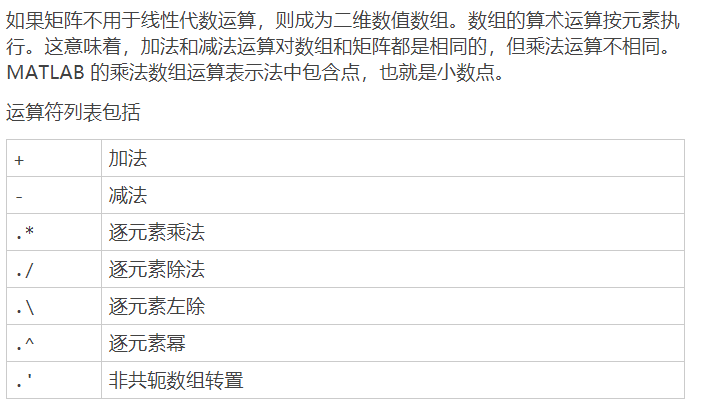 如果矩阵不用于线性代数运算，则成为二维数值数组。数组的算术运算按元素执
行。这意味着，加法和减法运算对数组和矩阵都是相同的，但乘法运算不相同。
MATLAB 的乘法数组运算表示法中包含点，也就是小数点。
运算符列表包括
+ 加法
- 减法
.* 逐元素乘法
./ 逐元素除法
.\ 逐元素左除
.^ 逐元素幂
.' 非共轭数组转置